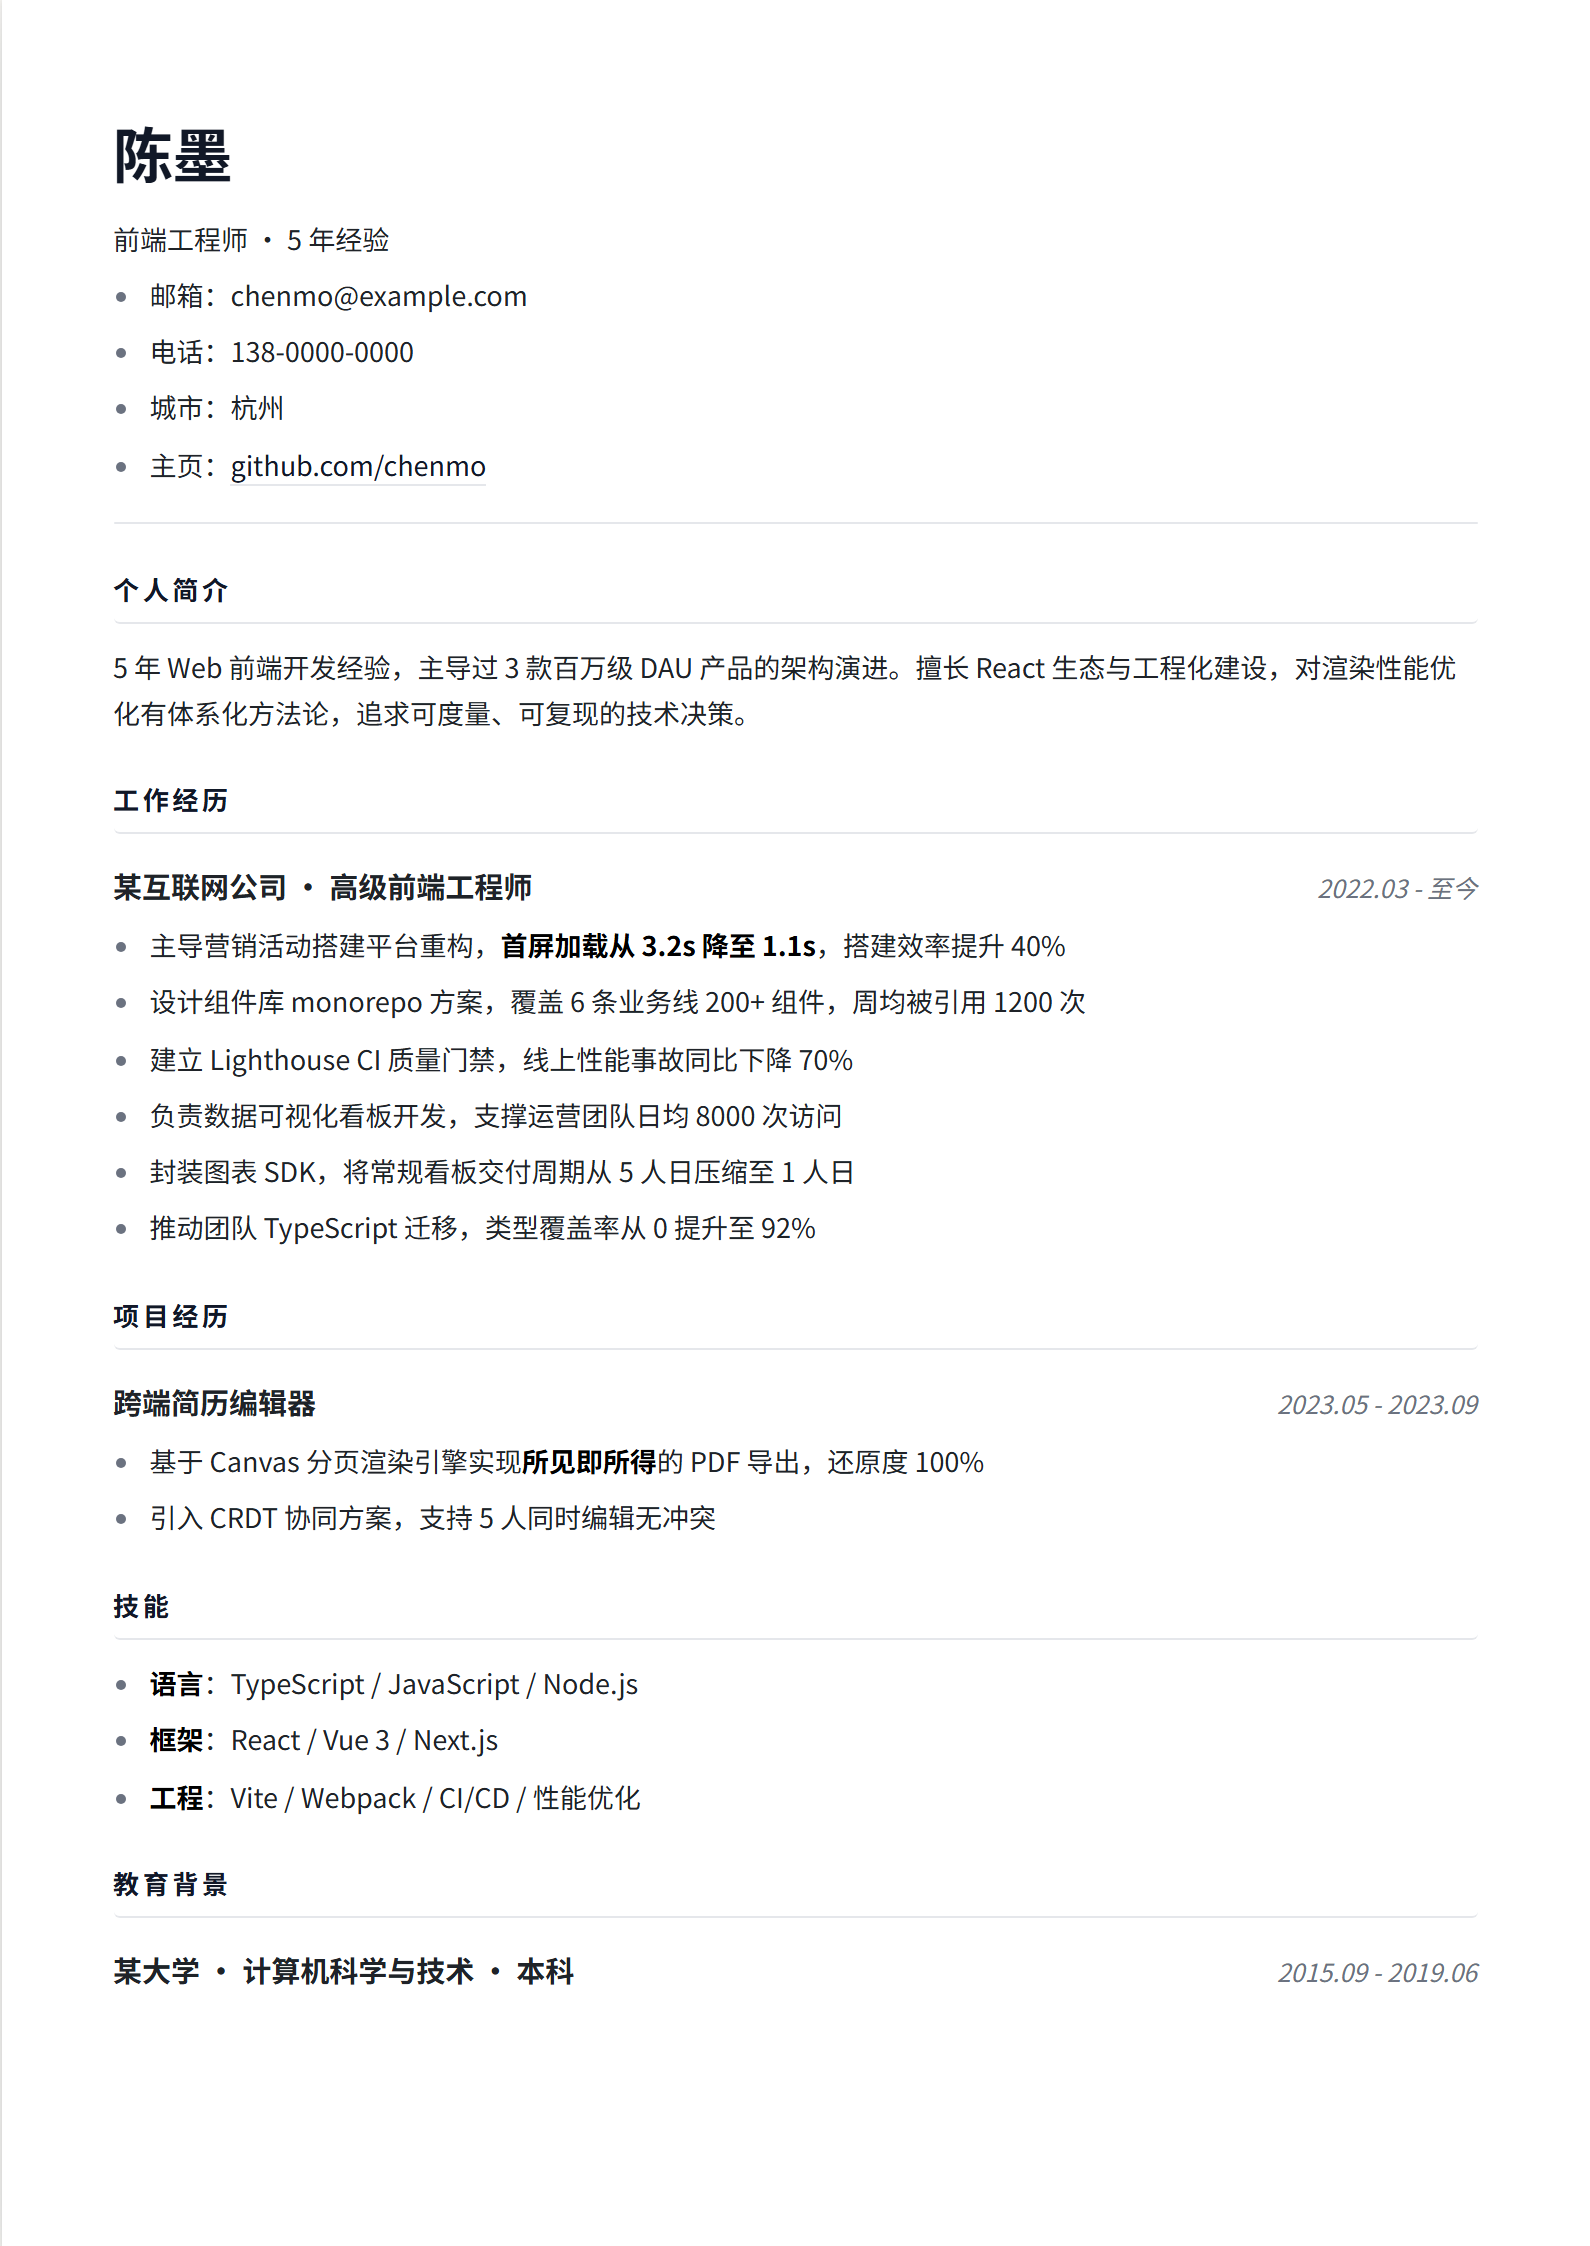 陈墨
前端工程师 · 5 年经验
邮箱：chenmo@example.com
电话：138-0000-0000
城市：杭州
主页：github.com/chenmo
个人简介
5 年 Web 前端开发经验，主导过 3 款百万级 DAU 产品的架构演进。擅长 React 生态与工程化建设，对渲染性能优
化有体系化方法论，追求可度量、可复现的技术决策。
工作经历
某互联网公司 · 高级前端工程师 2022.03 - 至今
主导营销活动搭建平台重构，首屏加载从 3.2s 降至 1.1s，搭建效率提升 40%
设计组件库 monorepo 方案，覆盖 6 条业务线 200+ 组件，周均被引用 1200 次
建立 Lighthouse CI 质量门禁，线上性能事故同比下降 70%
负责数据可视化看板开发，支撑运营团队日均 8000 次访问
封装图表 SDK，将常规看板交付周期从 5 人日压缩至 1 人日
推动团队 TypeScript 迁移，类型覆盖率从 0 提升至 92%
项目经历
跨端简历编辑器 2023.05 - 2023.09
基于 Canvas 分页渲染引擎实现所见即所得的 PDF 导出，还原度 100%
引入 CRDT 协同方案，支持 5 人同时编辑无冲突
技能
语言：TypeScript / JavaScript / Node.js
框架：React / Vue 3 / Next.js
工程：Vite / Webpack / CI/CD / 性能优化
教育背景
某大学 · 计算机科学与技术 · 本科 2015.09 - 2019.06